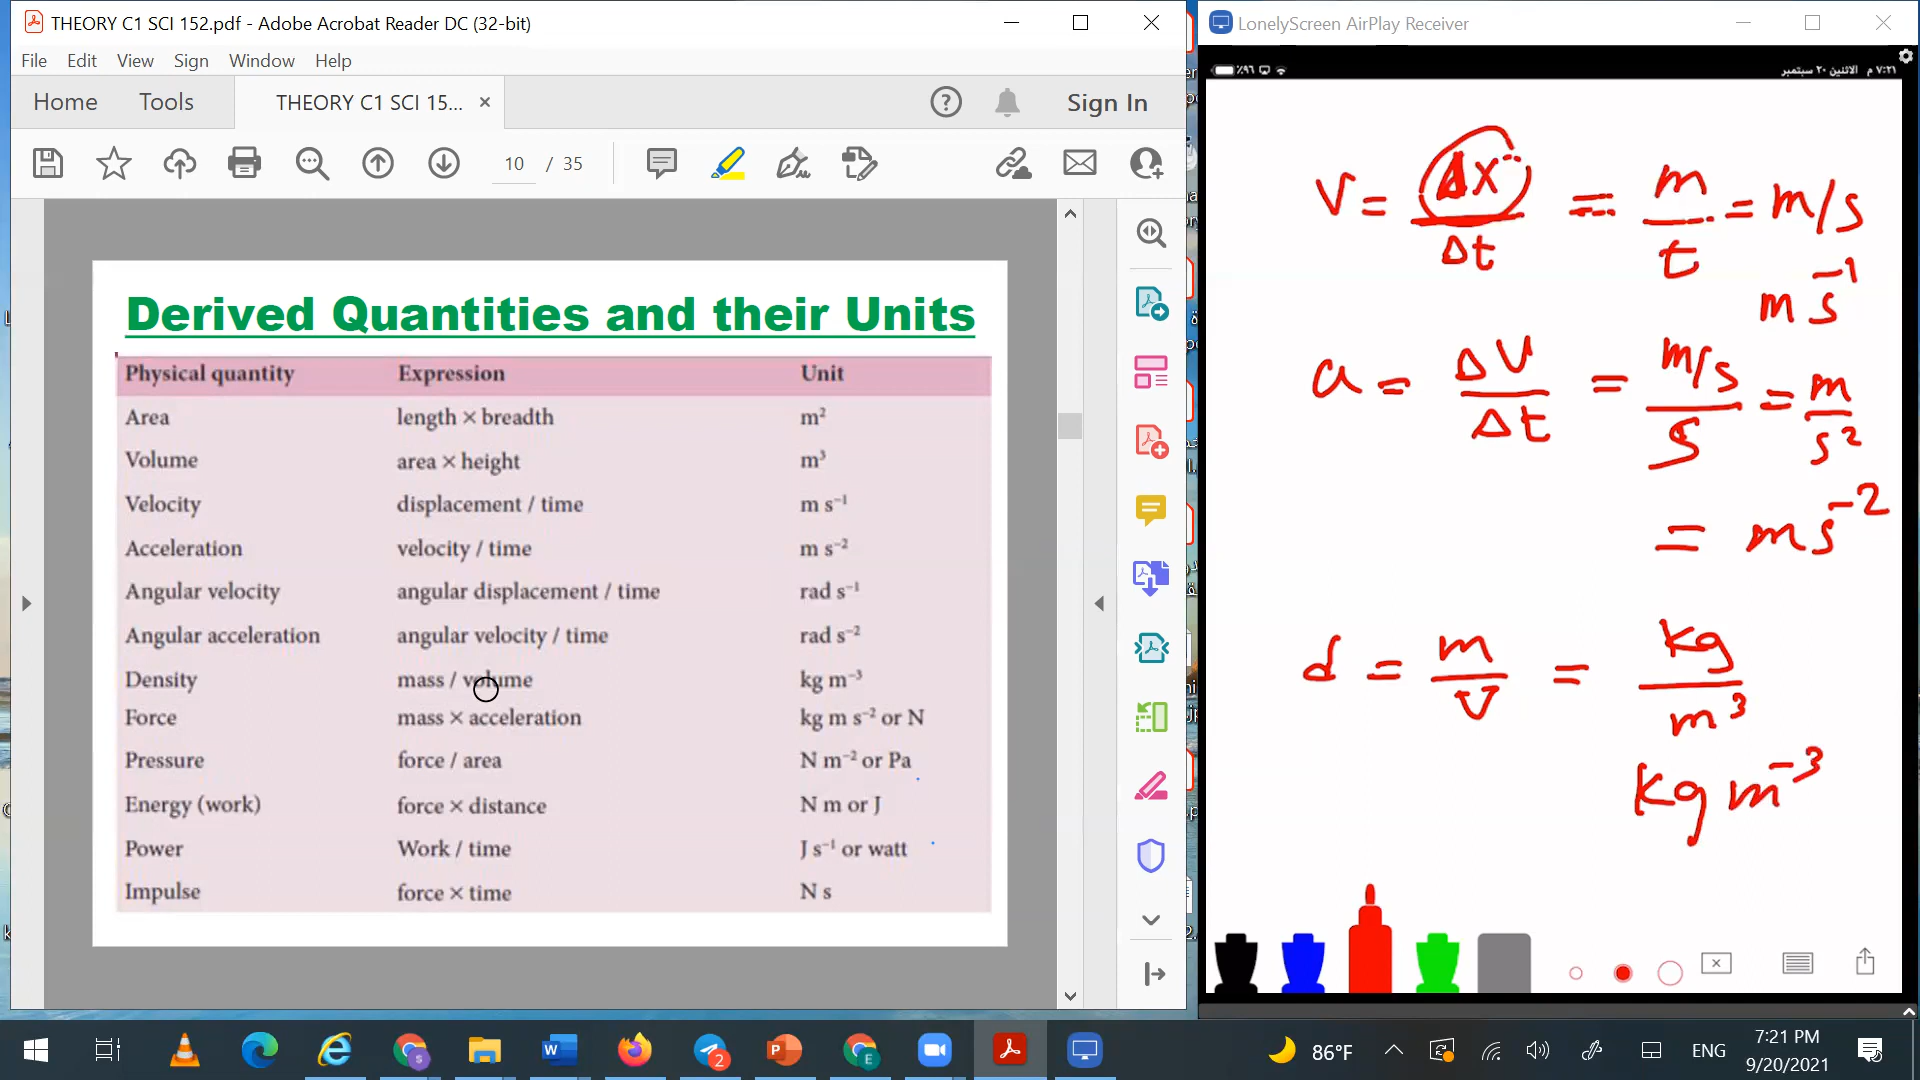 THEORY C1 SCI 152.pdf - Adobe Acrobat Reader DC (32-bit)
File Edit View Sign Window Help
Home Tools THEORY C1 SCI 15... × Sign In
10 / 35
Derived Quantities and their Units
Physical quantity Expression Unit
Area length × breadth m²
Volume area × height m³
Velocity displacement / time m s⁻¹
Acceleration velocity / time m s⁻²
Angular velocity angular displacement / time rad s⁻¹
Angular acceleration angular velocity / time rad s⁻²
Density mass / volume kg m⁻³
Force mass × acceleration kg m s⁻² or N
Pressure force / area N m⁻² or Pa
Energy (work) force × distance N m or J
Power Work / time J s⁻¹ or watt
Impulse force × time N s
LonelyScreen AirPlay Receiver
٪٩٦ ٧:٢١ م الاثنين ٢٠ سبتمبر
V = Δx / Δt = m / t = m/s
m s⁻¹
a = ΔV / Δt = m/s / s = m / s²
= m s⁻²
d = m / V = kg / m³
kg m⁻³
86°F ENG 7:21 PM
9/20/2021